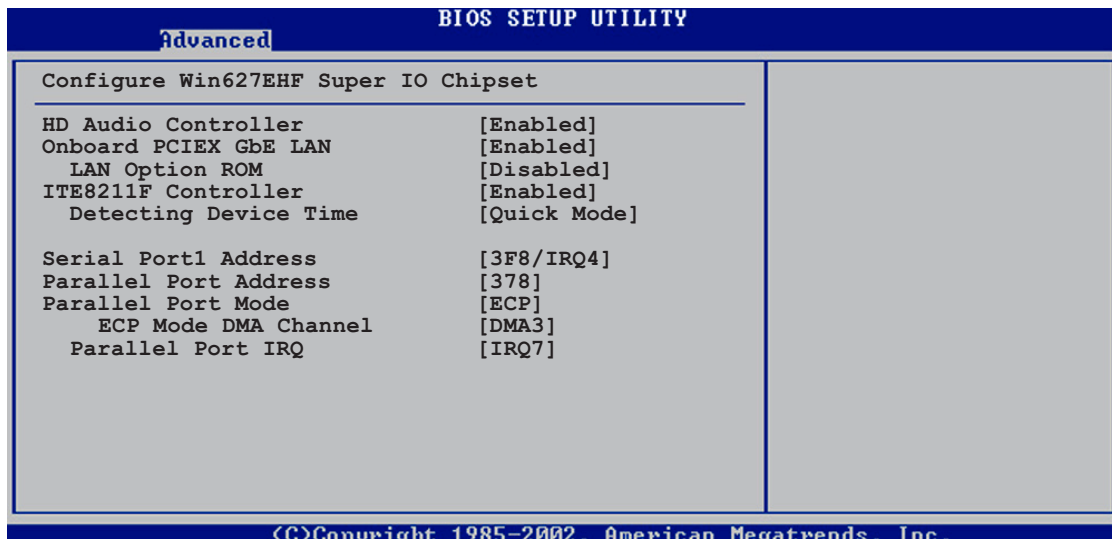 BIOS SETUP UTILITY
Advanced
Configure Win627EHF Super IO Chipset
HD Audio Controller [Enabled]
Onboard PCIEX GbE LAN [Enabled]
LAN Option ROM [Disabled]
ITE8211F Controller [Enabled]
Detecting Device Time [Quick Mode]
Serial Port1 Address [3F8/IRQ4]
Parallel Port Address [378]
Parallel Port Mode [ECP]
ECP Mode DMA Channel [DMA3]
Parallel Port IRQ [IRQ7]
(C)Copyright 1985-2002, American Megatrends, Inc.